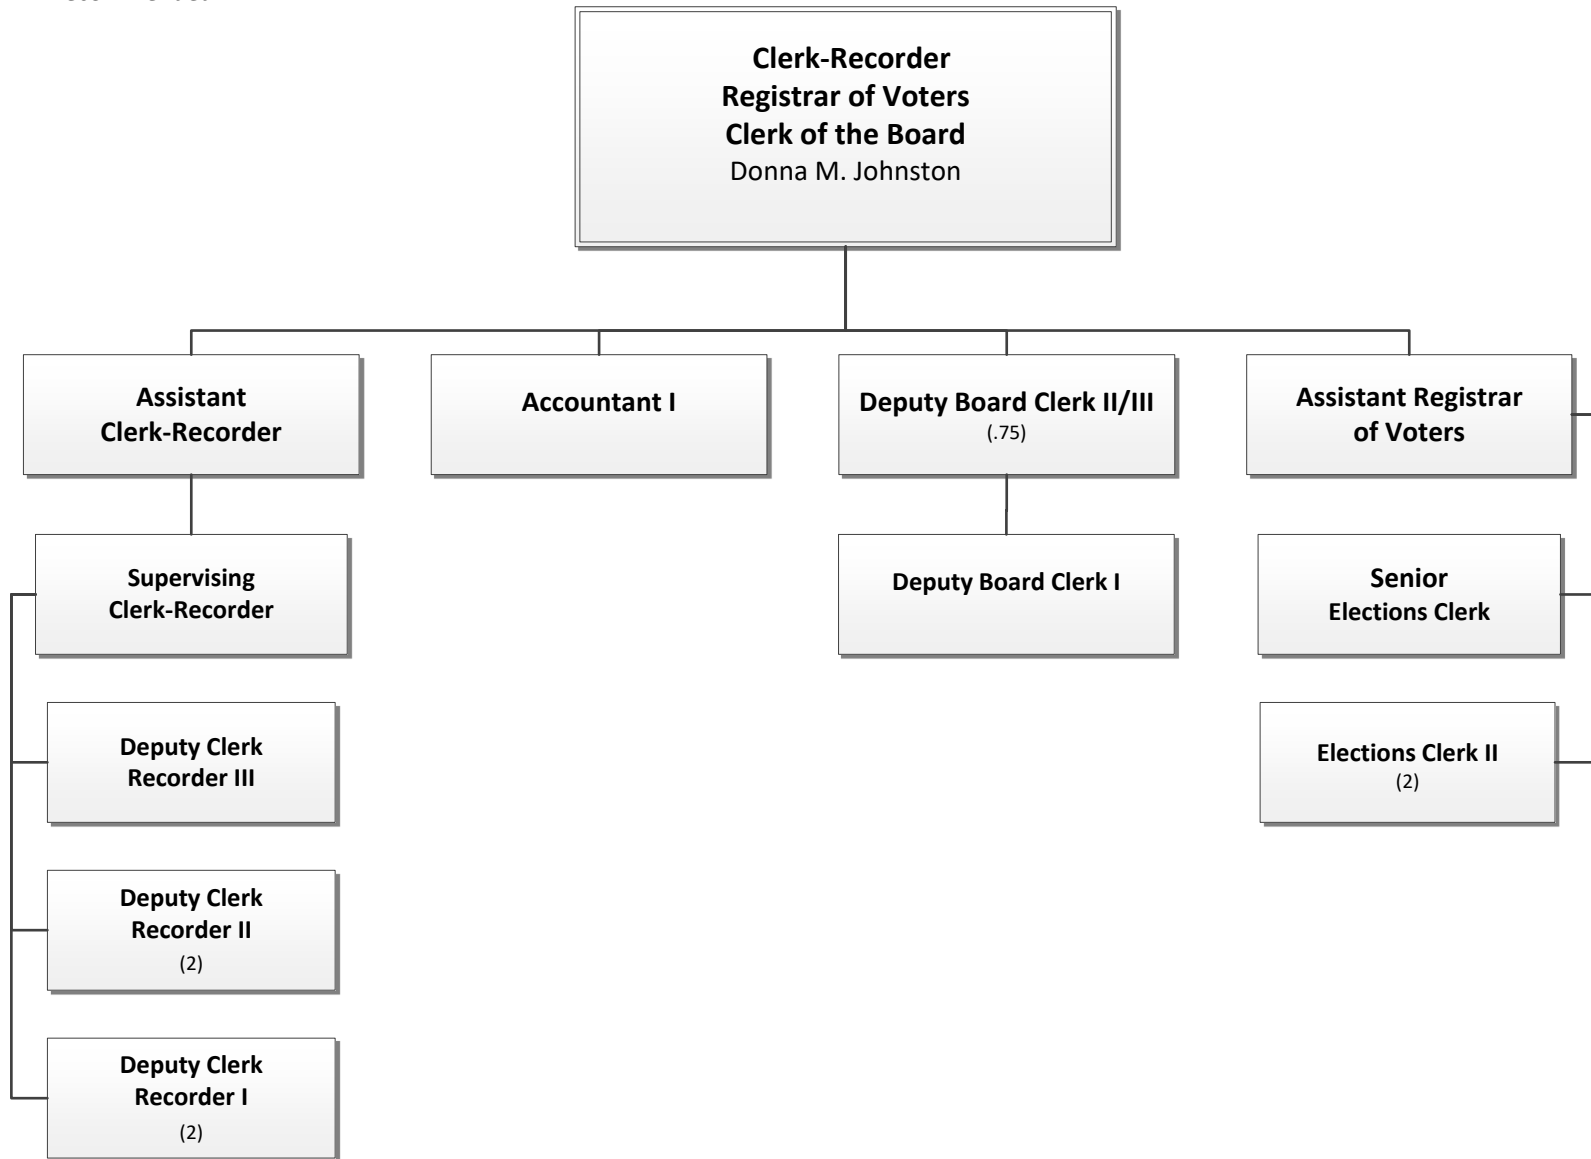 Clerk-Recorder
Registrar of Voters
Clerk of the Board
Donna M. Johnston
Assistant
Clerk-Recorder
Accountant I
Deputy Board Clerk II/III
(.75)
Assistant Registrar
of Voters
Supervising
Clerk-Recorder
Deputy Board Clerk I
Senior
Elections Clerk
Deputy Clerk
Recorder III
Elections Clerk II
(2)
Deputy Clerk
Recorder II
(2)
Deputy Clerk
Recorder I
(2)